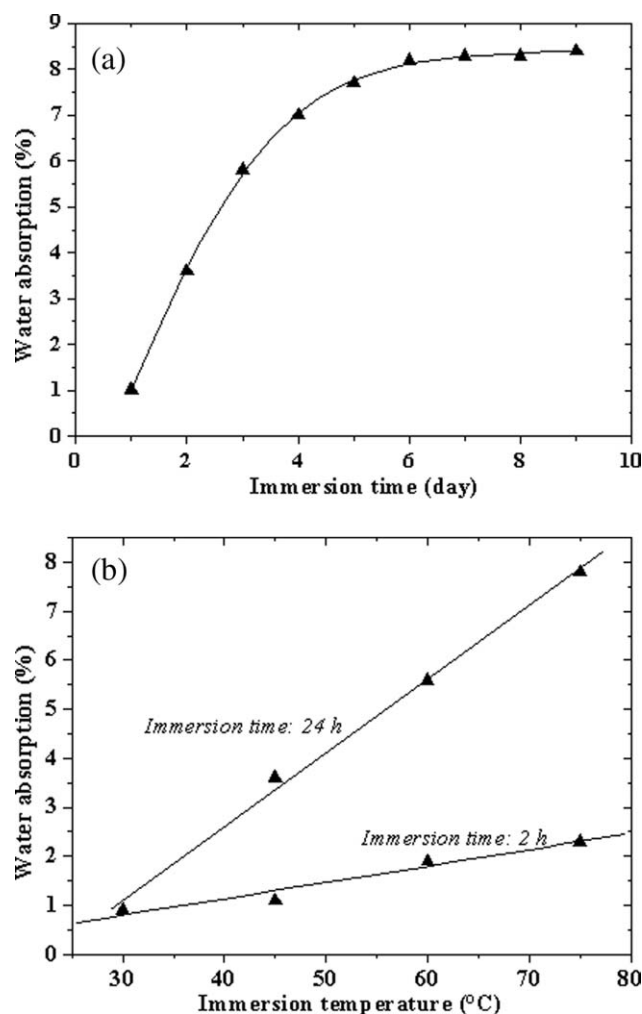 (a)
9
8
7
6
5
4
3
2
1
0
Water absorption (%)
0 2 4 6 8 10
Immersion time (day)
(b)
8
7
6
5
4
3
2
1
0
Water absorption (%)
Immersion time: 24 h
Immersion time: 2 h
30 40 50 60 70 80
Immersion temperature (°C)